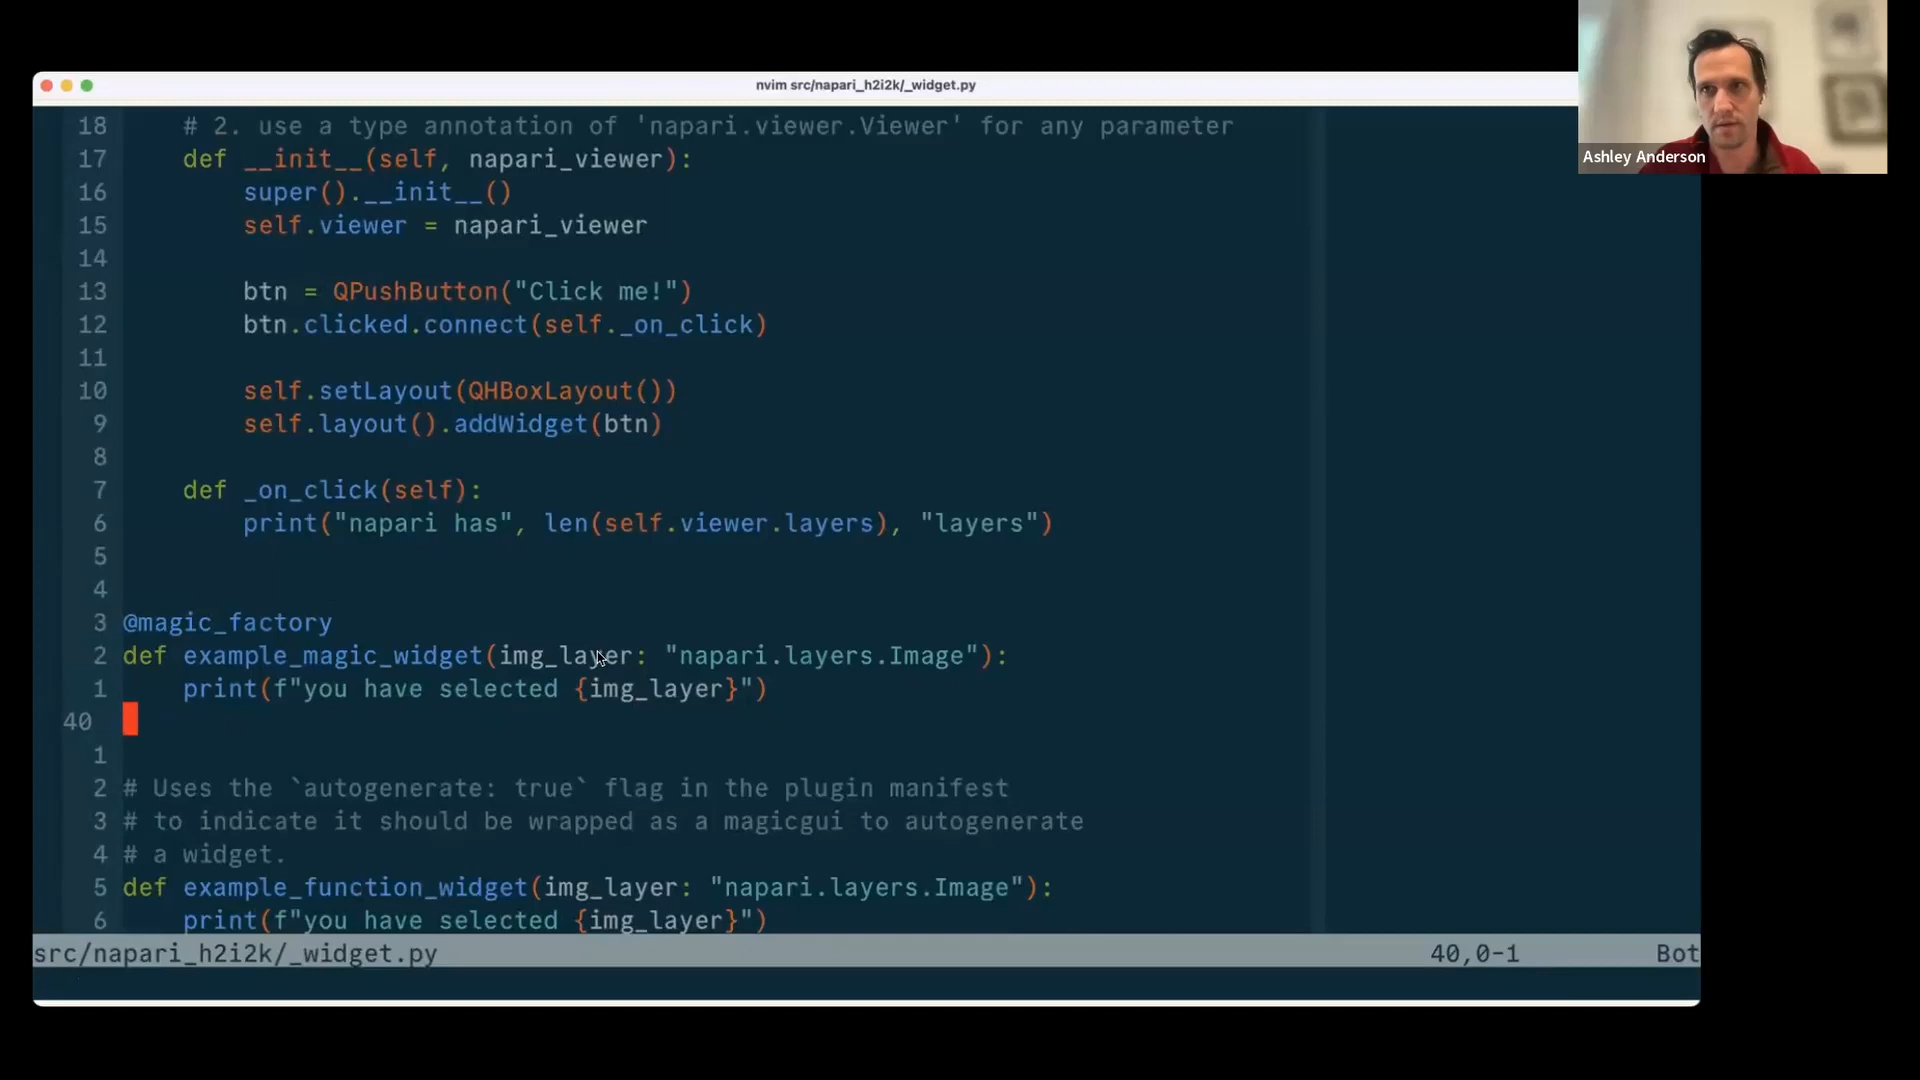 nvim src/napari_h2i2k/_widget.py
Ashley Anderson
18     # 2. use a type annotation of 'napari.viewer.Viewer' for any parameter
17     def __init__(self, napari_viewer):
16         super().__init__()
15         self.viewer = napari_viewer
14
13         btn = QPushButton("Click me!")
12         btn.clicked.connect(self._on_click)
11
10         self.setLayout(QHBoxLayout())
9         self.layout().addWidget(btn)
8
7     def _on_click(self):
6         print("napari has", len(self.viewer.layers), "layers")
5
4
3 @magic_factory
2 def example_magic_widget(img_layer: "napari.layers.Image"):
1     print(f"you have selected {img_layer}")
40
1
2 # Uses the `autogenerate: true` flag in the plugin manifest
3 # to indicate it should be wrapped as a magicgui to autogenerate
4 # a widget.
5 def example_function_widget(img_layer: "napari.layers.Image"):
6     print(f"you have selected {img_layer}")
src/napari_h2i2k/_widget.py 40,0-1 Bot